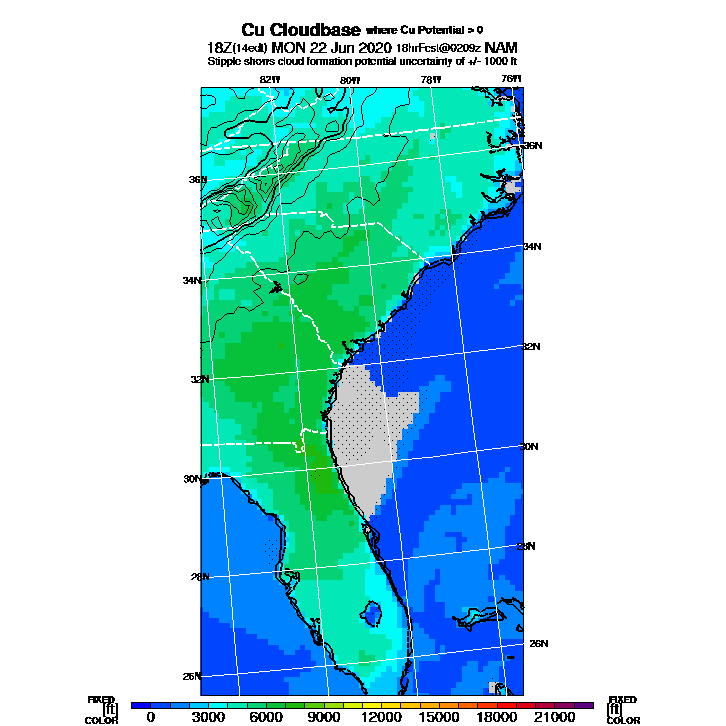 Cu Cloudbase where Cu Potential > 0
18Z(14edt) MON 22 Jun 2020 18hrFcst@0209z NAM
Stipple shows cloud formation potential uncertainty of +/- 1000 ft
82W 80W 78W 76W
36N
36N
34N
34N
32N
32N
30N
30N
28N
28N
26N
26N
FIXED [ft] COLOR
0 3000 6000 9000 12000 15000 18000 21000
FIXED [ft] COLOR